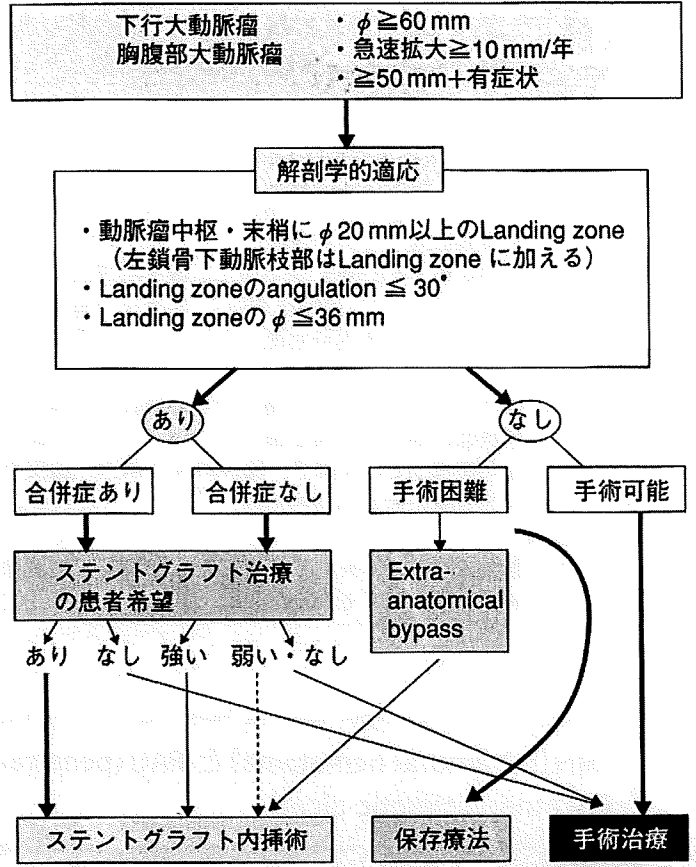 下行大動脈瘤
胸腹部大動脈瘤
・φ≧60 mm
・急速拡大≧10 mm/年
・≧50 mm+有症状
解剖学的適応
・動脈瘤中枢・末梢にφ20 mm以上のLanding zone
(左鎖骨下動脈枝部はLanding zone に加える)
・Landing zoneのangulation ≦ 30°
・Landing zoneの φ≦36 mm
あり
なし
合併症あり
合併症なし
手術困難
手術可能
ステントグラフト治療
の患者希望
Extra-
anatomical
bypass
あり なし 強い 弱い・なし
ステントグラフト内挿術
保存療法
手術治療